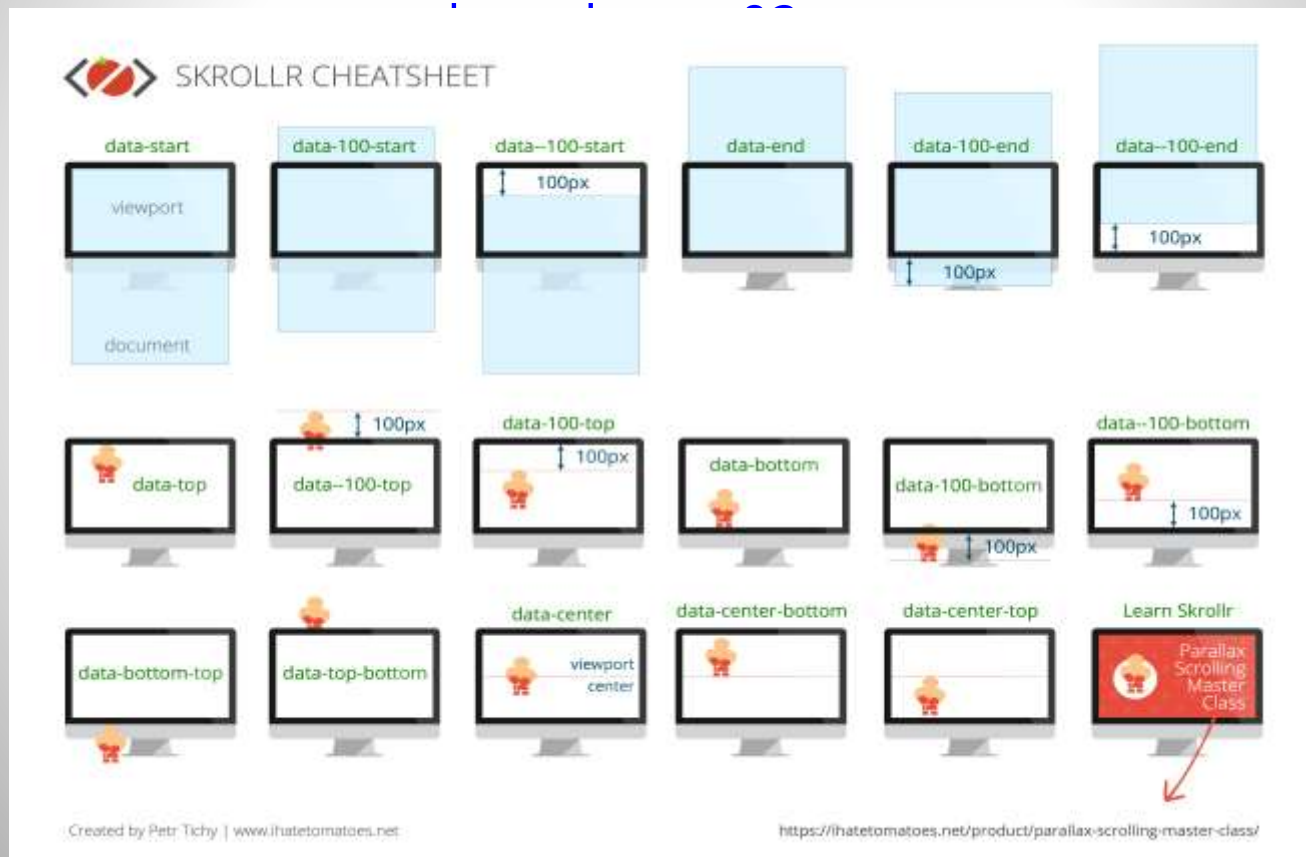 SKROLLR CHEATSHEET
data-start
data-100-start
data--100-start
data-end
data-100-end
data--100-end
viewport
100px
100px
100px
document
data-top
100px
data--100-top
data-100-top
100px
data-bottom
data-100-bottom
100px
data--100-bottom
100px
data-bottom-top
data-top-bottom
data-center
viewport
center
data-center-bottom
data-center-top
Learn Skrollr
Parallax
Scrolling
Master
Class
Created by Petr Tichy | www.ihatetomatoes.net
https://ihatetomatoes.net/product/parallax-scrolling-master-class/